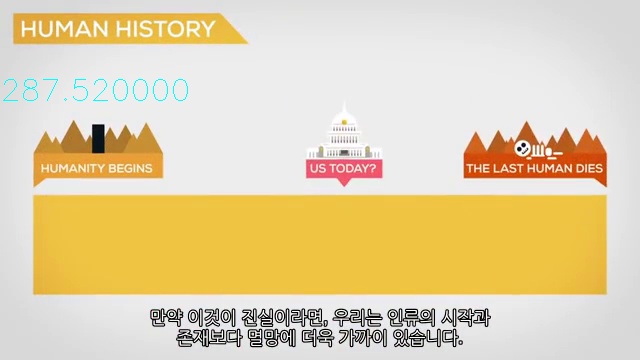 HUMAN HISTORY
287.520000
HUMANITY BEGINS
US TODAY?
THE LAST HUMAN DIES
만약 이것이 진실이라면, 우리는 인류의 시작과
존재보다 멸망에 더욱 가까이 있습니다.